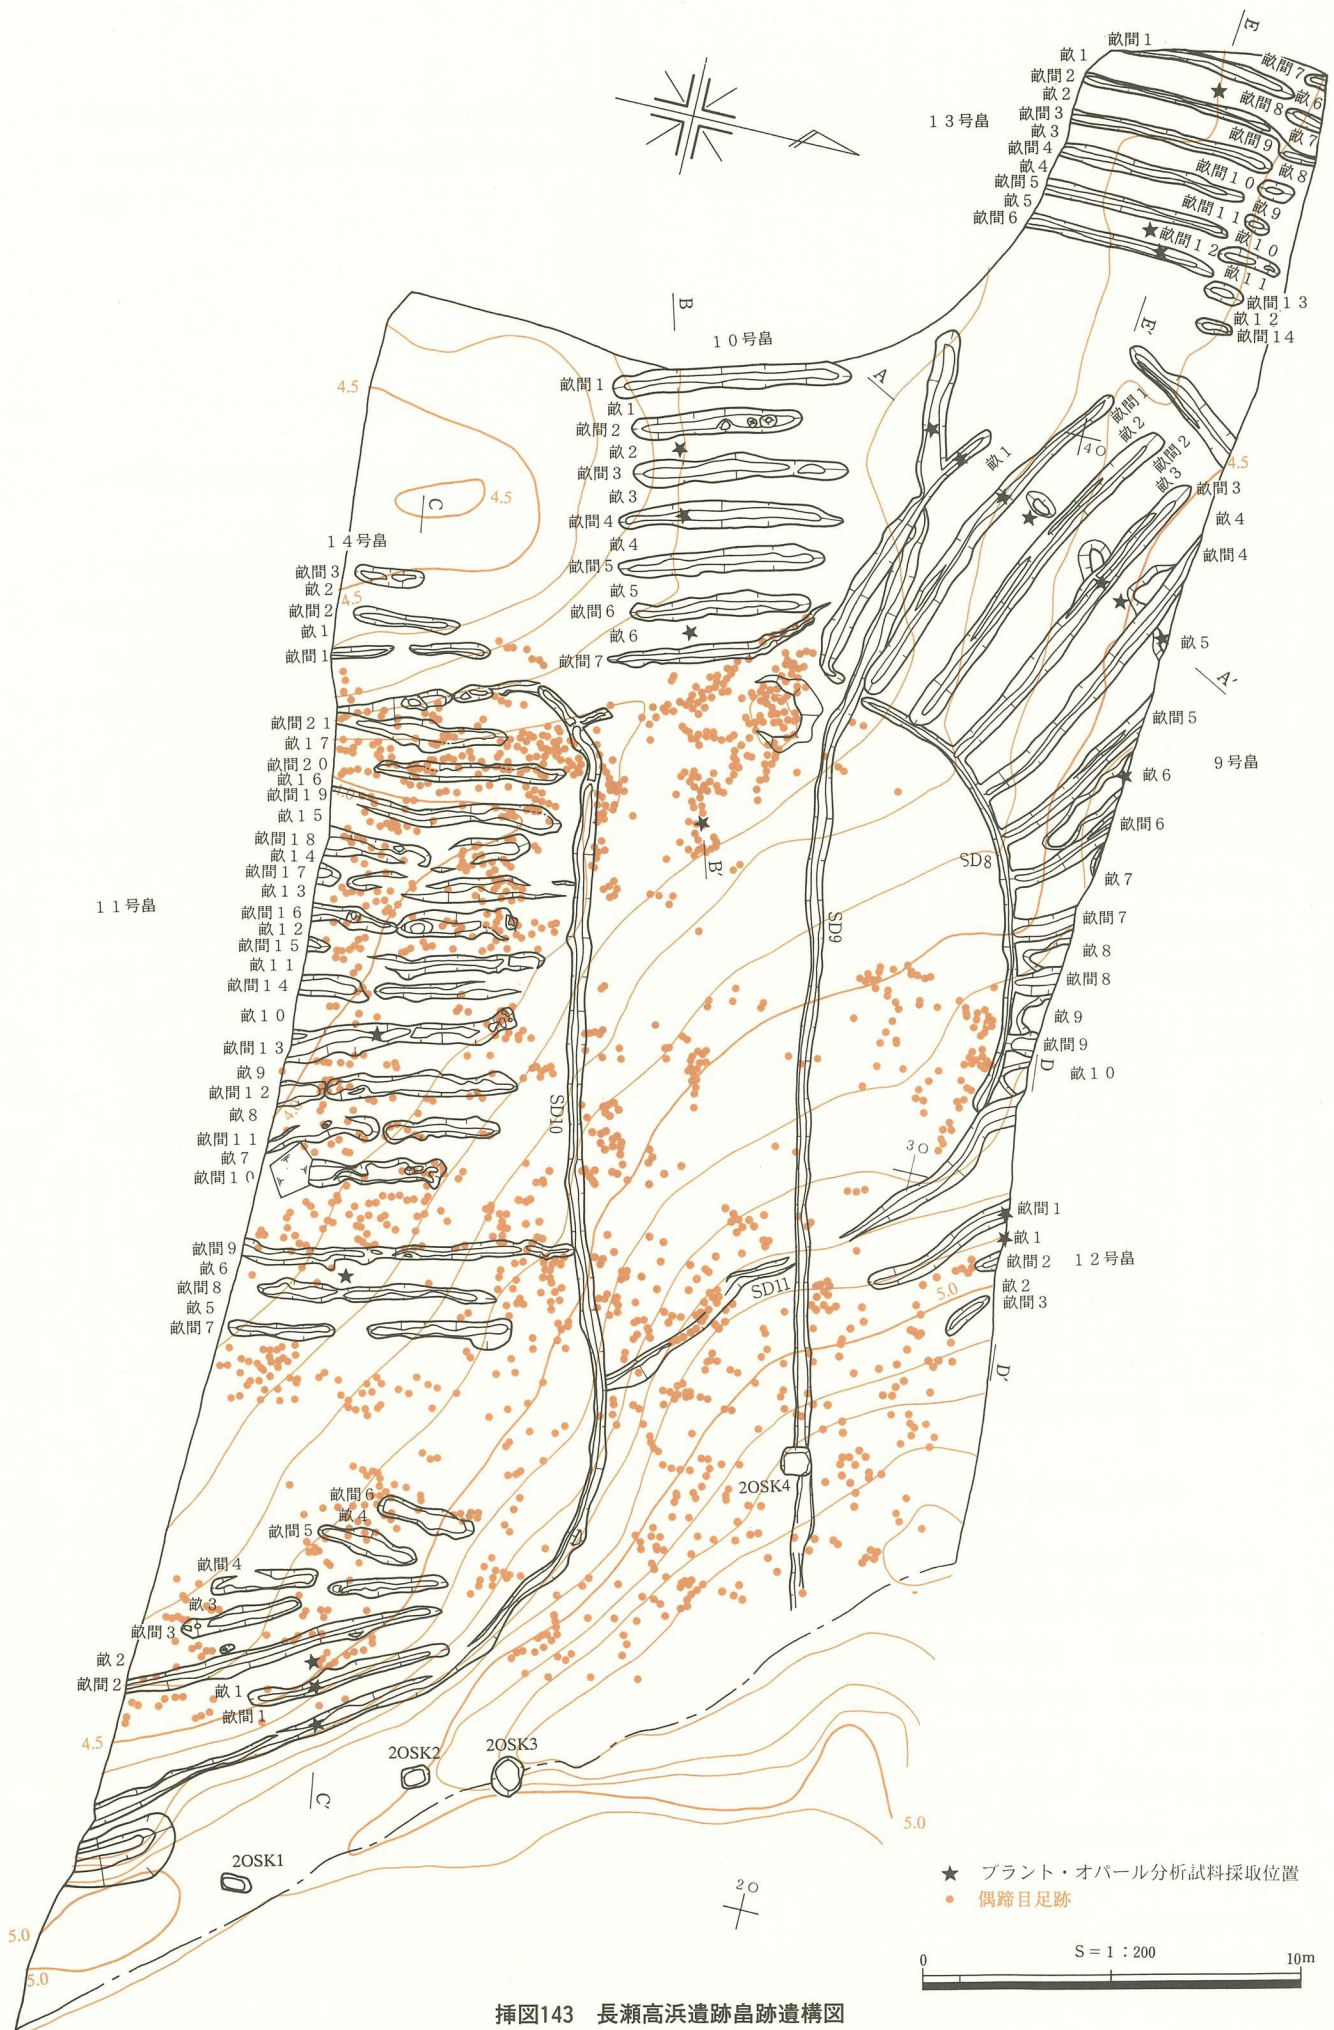 E
畝間1
畝1
畝間2
畝2
畝間3
畝3
畝間4
畝4
畝間5
畝5
畝間6
畝間7
畝6
畝間8
畝7
畝間9
畝8
畝間10
畝9
畝間11
畝10
畝間12
畝11
畝間13
畝12
畝間14
13号畠
E'
B
10号畠
畝間1
畝1
畝間2
畝2
畝間3
畝3
畝間4
畝4
畝間5
畝5
畝間6
畝6
畝間7
B'
A
畝1
畝間1
畝2
畝間2
畝3
畝間3
畝4
畝間4
畝5
A'
畝間5
9号畠
畝6
畝間6
畝7
畝間7
畝8
畝間8
畝9
畝間9
畝10
4O
4.5
4.5
4.5
C
14号畠
畝間3
畝2
4.5
畝間2
畝1
畝間1
畝間21
畝17
畝間20
畝16
畝間19
4.0
畝15
畝間18
畝14
畝間17
畝13
11号畠
畝間16
畝12
畝間15
畝11
畝間14
畝10
畝間13
畝9
畝間12
4.0
畝8
畝間11
畝7
畝間10
畝間9
畝6
畝間8
畝5
畝間7
畝間6
畝4
畝間5
畝間4
畝3
畝間3
畝2
畝間2
畝1
畝間1
4.5
C'
SD8
SD9
SD10
SD11
D
3O
畝間1
畝1
畝間2
12号畠
畝2
畝間3
5.0
D'
2OSK4
2OSK3
2OSK2
2OSK1
5.0
5.0
5.0
2O
★ プラント・オパール分析試料採取位置
● 偶蹄目足跡
S=1:200
0
10m
挿図143 長瀬高浜遺跡畠跡遺構図